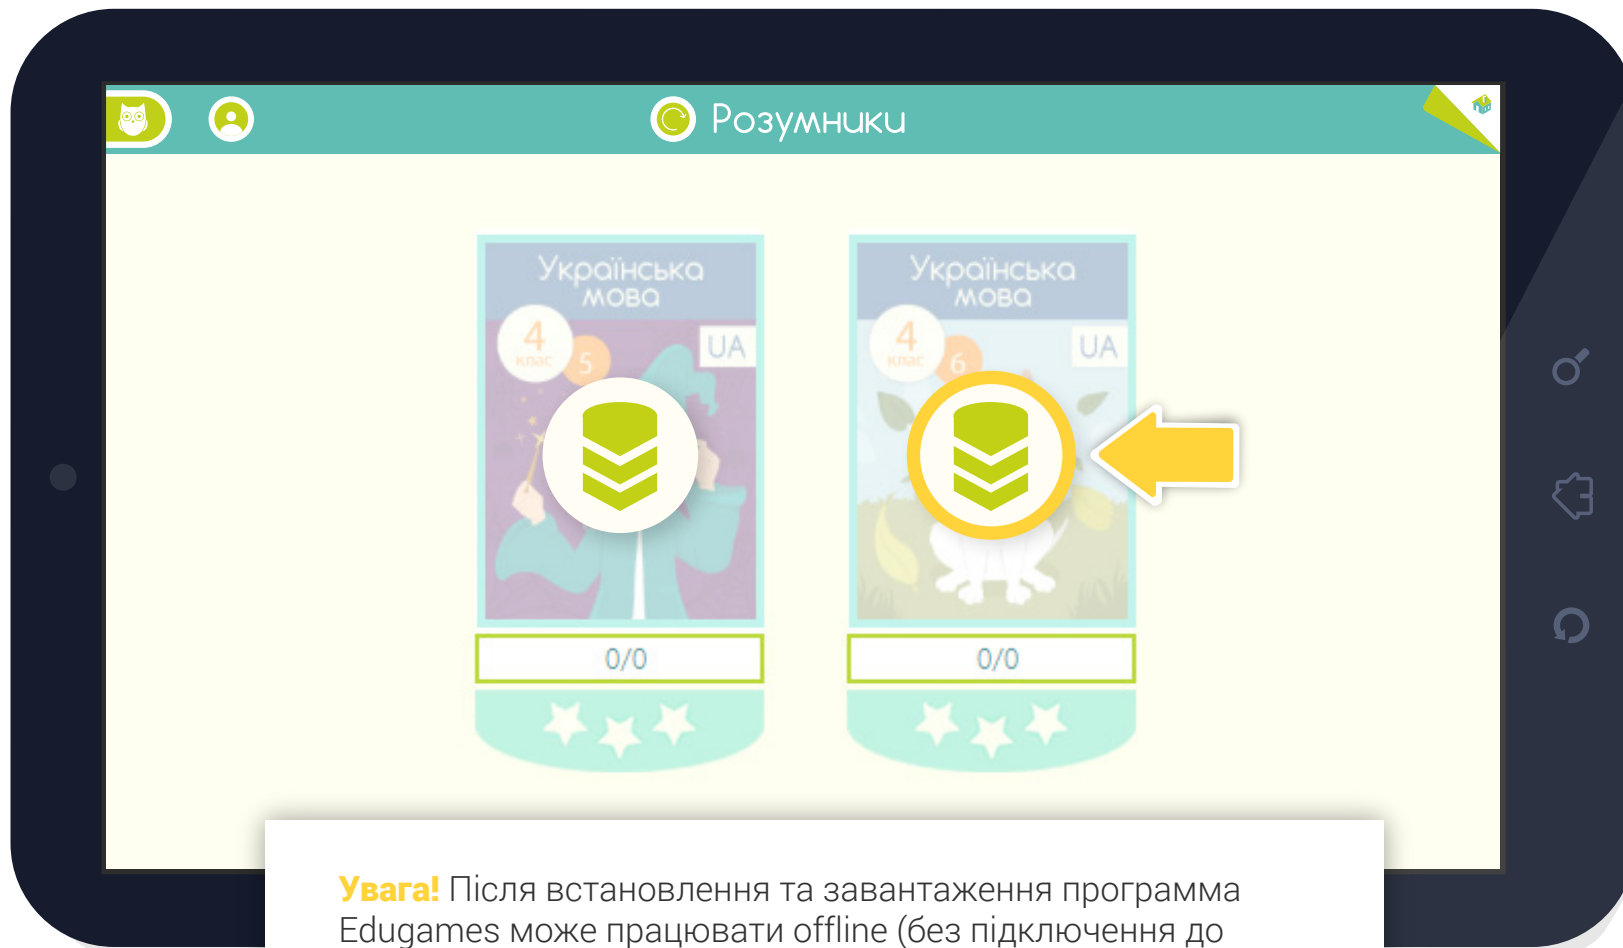 Розумники
Українська
мова
4
клас
5
UA
0/0
Українська
мова
4
клас
6
UA
0/0
Увага! Після встановлення та завантаження программа
Edugames може працювати offline (без підключення до